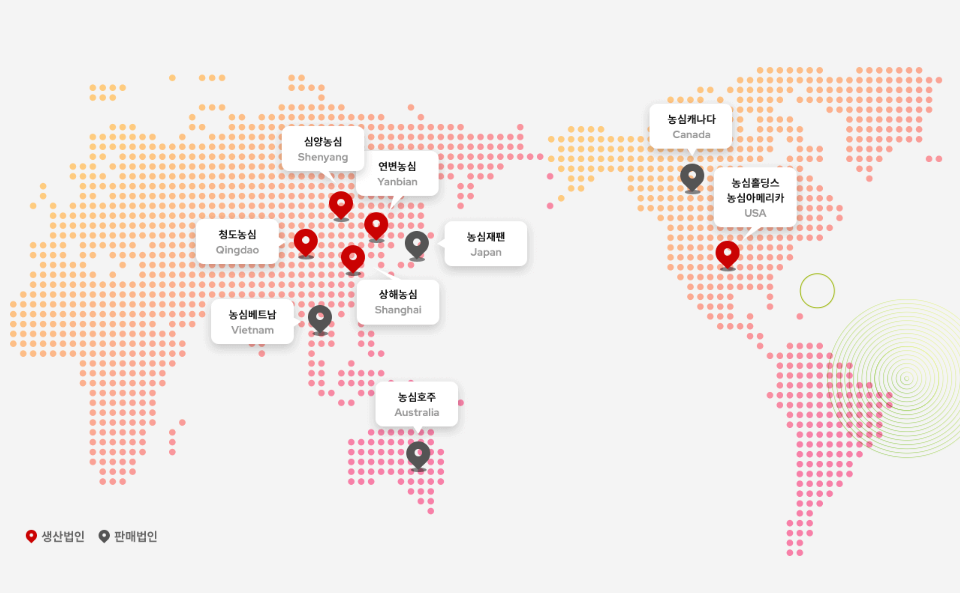 심양농심
Shenyang
연변농심
Yanbian
청도농심
Qingdao
농심재팬
Japan
상해농심
Shanghai
농심베트남
Vietnam
농심호주
Australia
농심캐나다
Canada
농심홀딩스
농심아메리카
USA
생산법인
판매법인